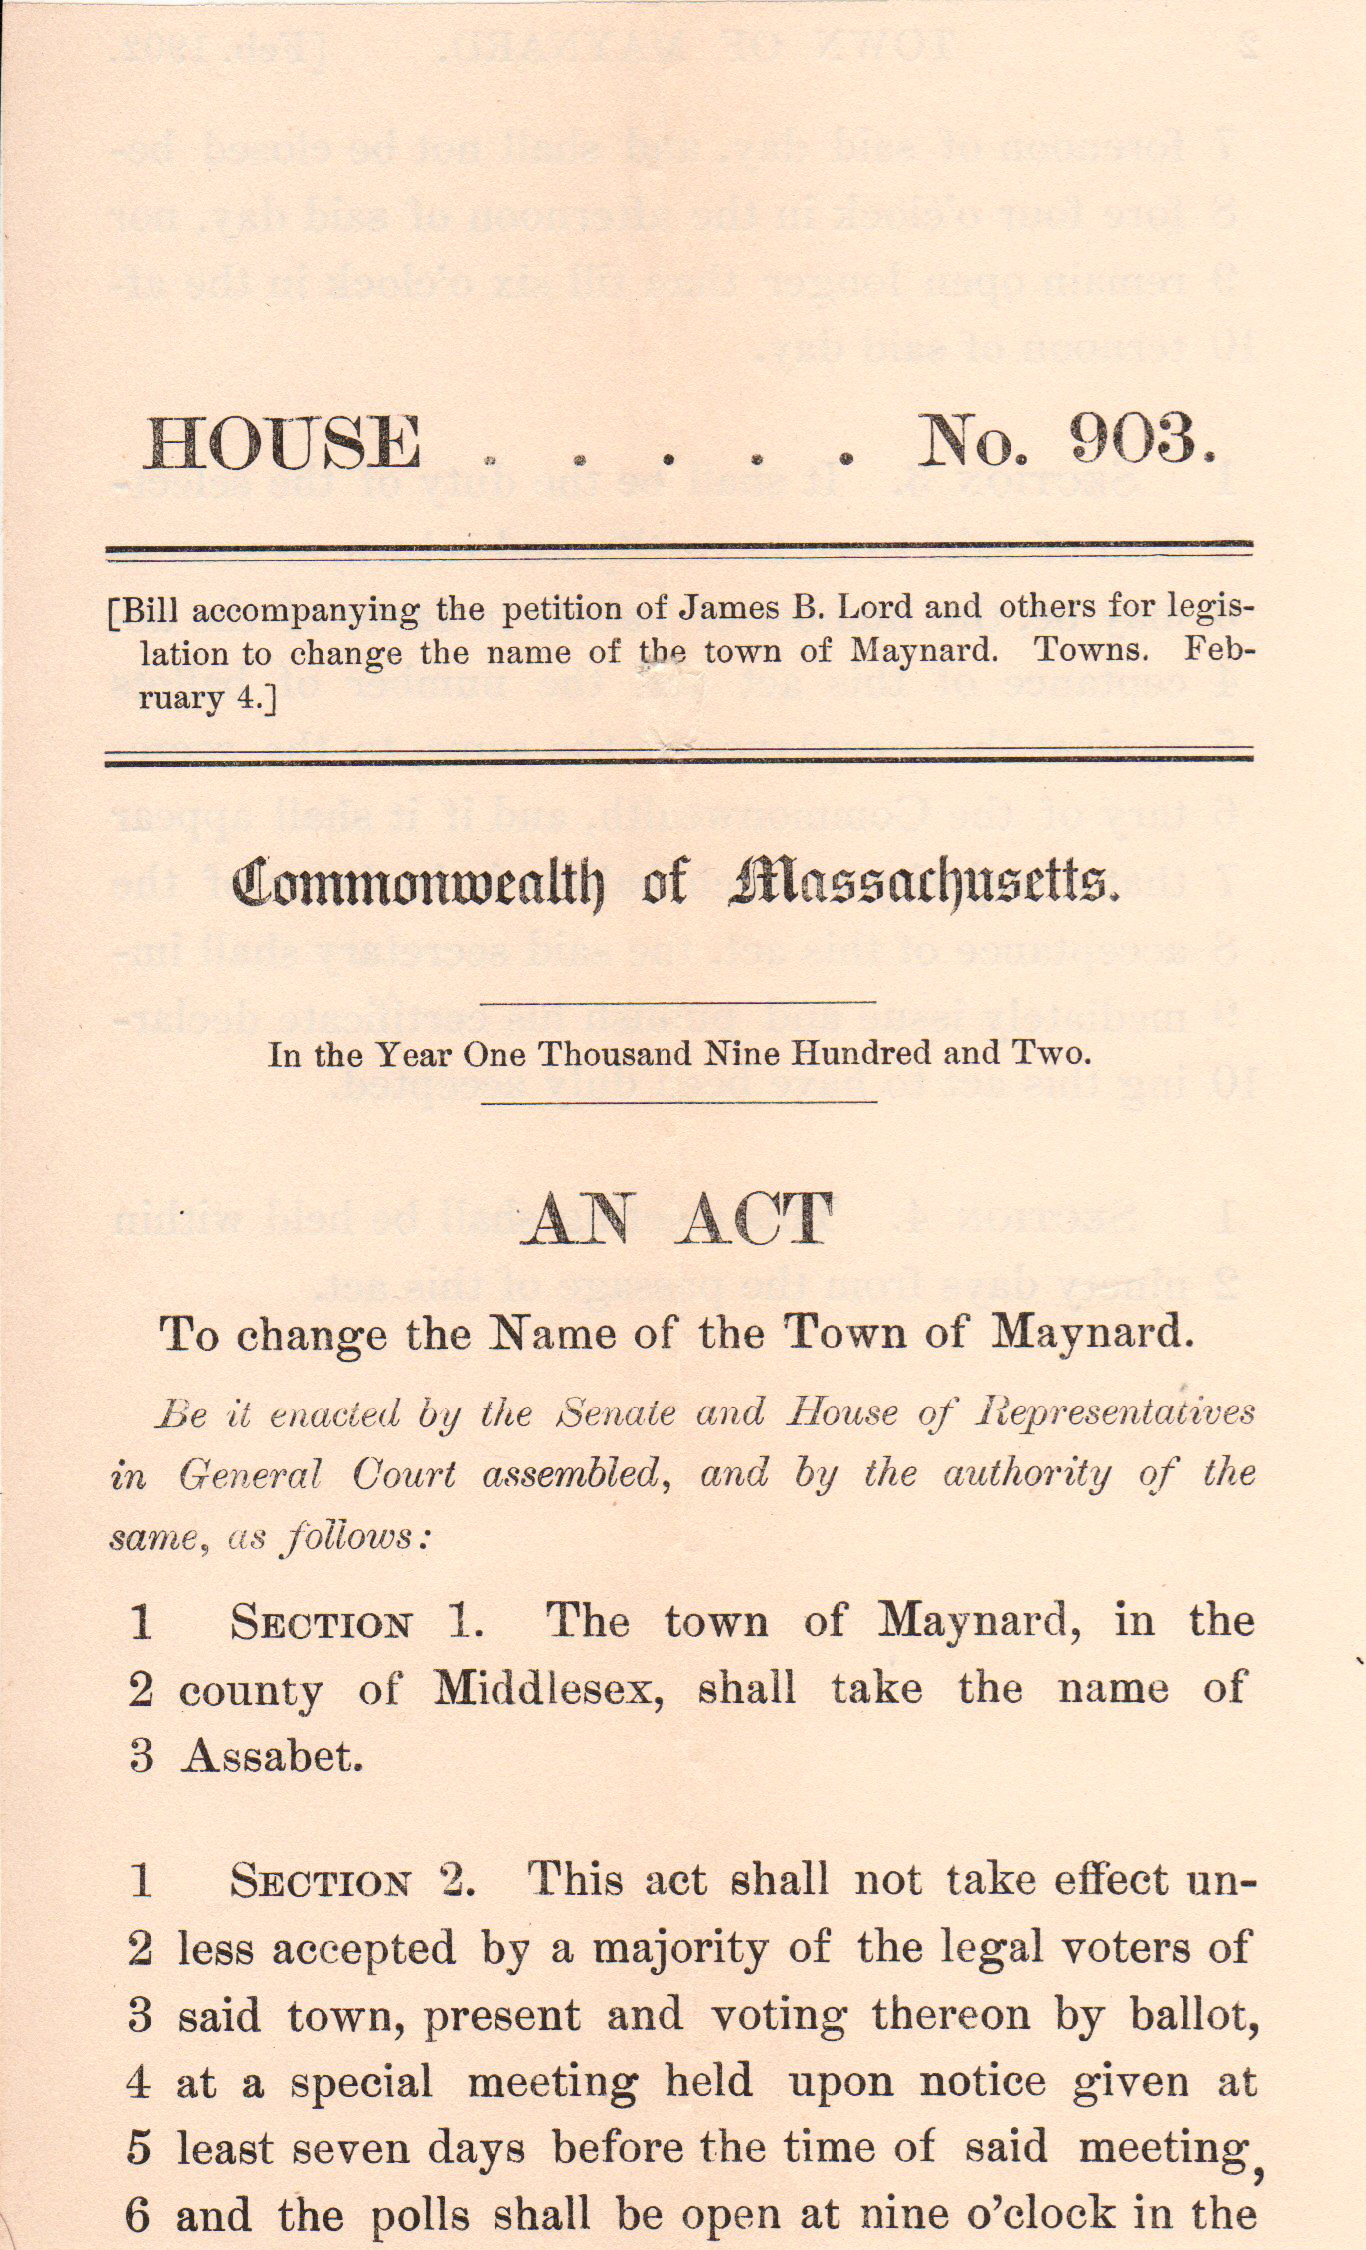 HOUSE . . . . . No. 903.
[Bill accompanying the petition of James B. Lord and others for legis-
lation to change the name of the town of Maynard. Towns. Feb-
ruary 4.]
Commonwealth of Massachusetts.
In the Year One Thousand Nine Hundred and Two.
AN ACT
To change the Name of the Town of Maynard.
Be it enacted by the Senate and House of Representatives
in General Court assembled, and by the authority of the
same, as follows:
1 SECTION 1. The town of Maynard, in the
2 county of Middlesex, shall take the name of
3 Assabet.
1 SECTION 2. This act shall not take effect un-
2 less accepted by a majority of the legal voters of
3 said town, present and voting thereon by ballot,
4 at a special meeting held upon notice given at
5 least seven days before the time of said meeting,
6 and the polls shall be open at nine o'clock in the